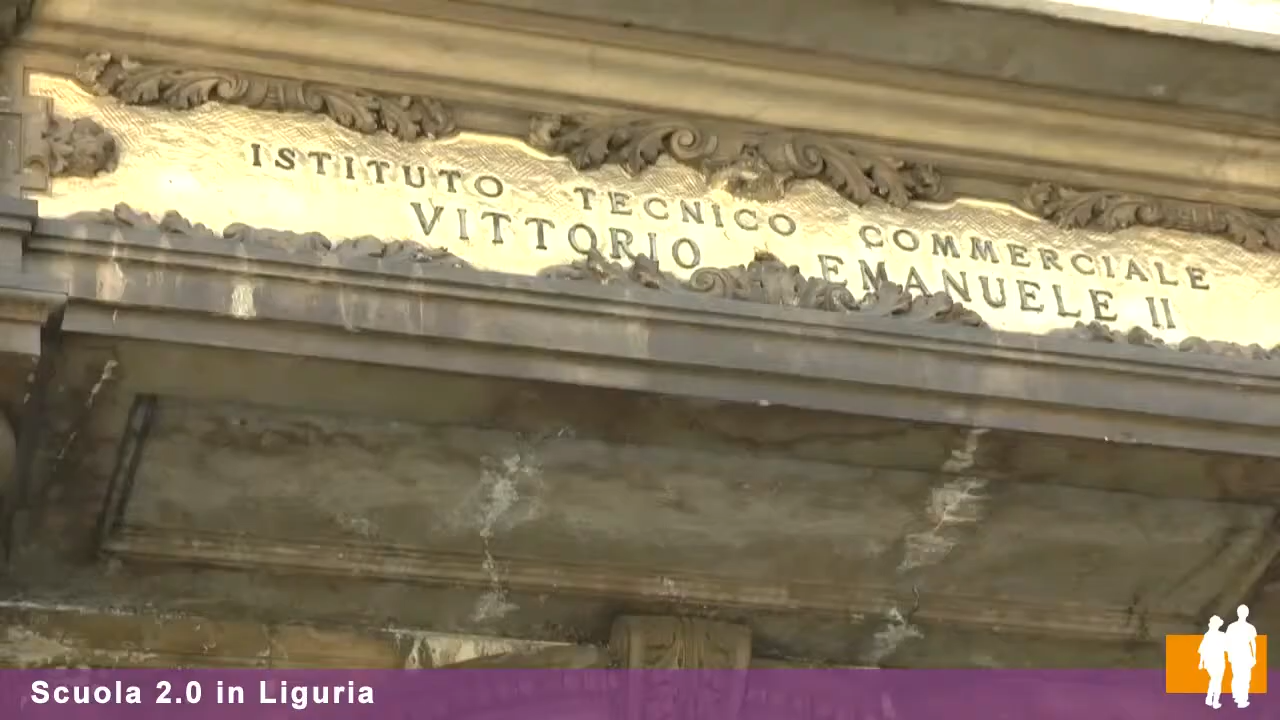 ISTITUTO TECNICO COMMERCIALE
VITTORIO EMANUELE II
Scuola 2.0 in Liguria